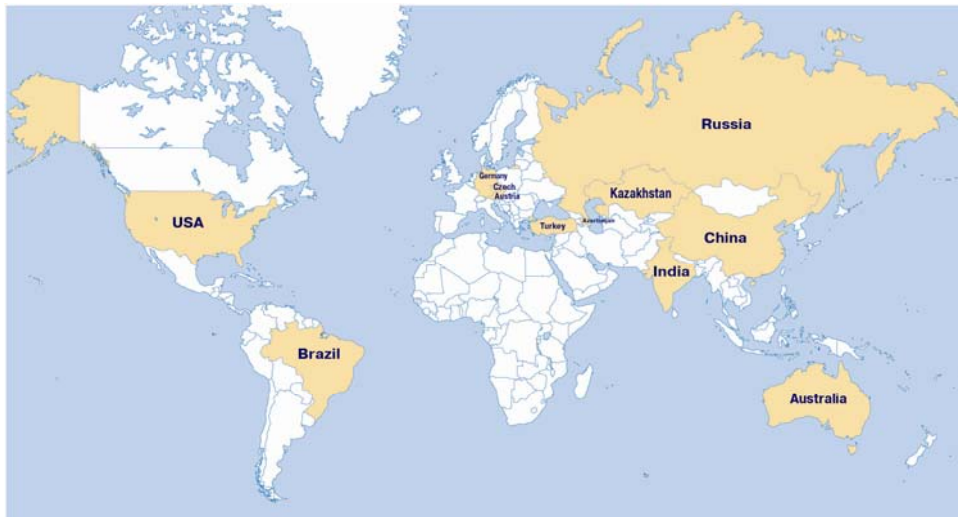 Russia
Germany
Czech
Austria
Kazakhstan
USA
Turkey
Azerbaijan
China
India
Brazil
Australia